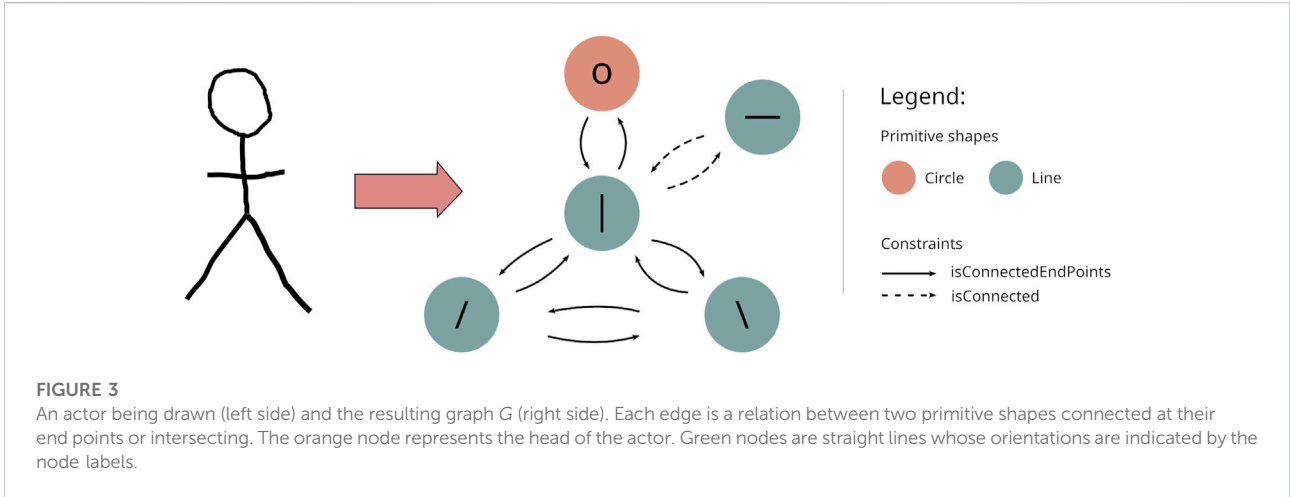 O
—
|
/
\
Legend:
Primitive shapes
Circle
Line
Constraints
isConnectedEndPoints
isConnected
FIGURE 3
An actor being drawn (left side) and the resulting graph G (right side). Each edge is a relation between two primitive shapes connected at their
end points or intersecting. The orange node represents the head of the actor. Green nodes are straight lines whose orientations are indicated by the
node labels.